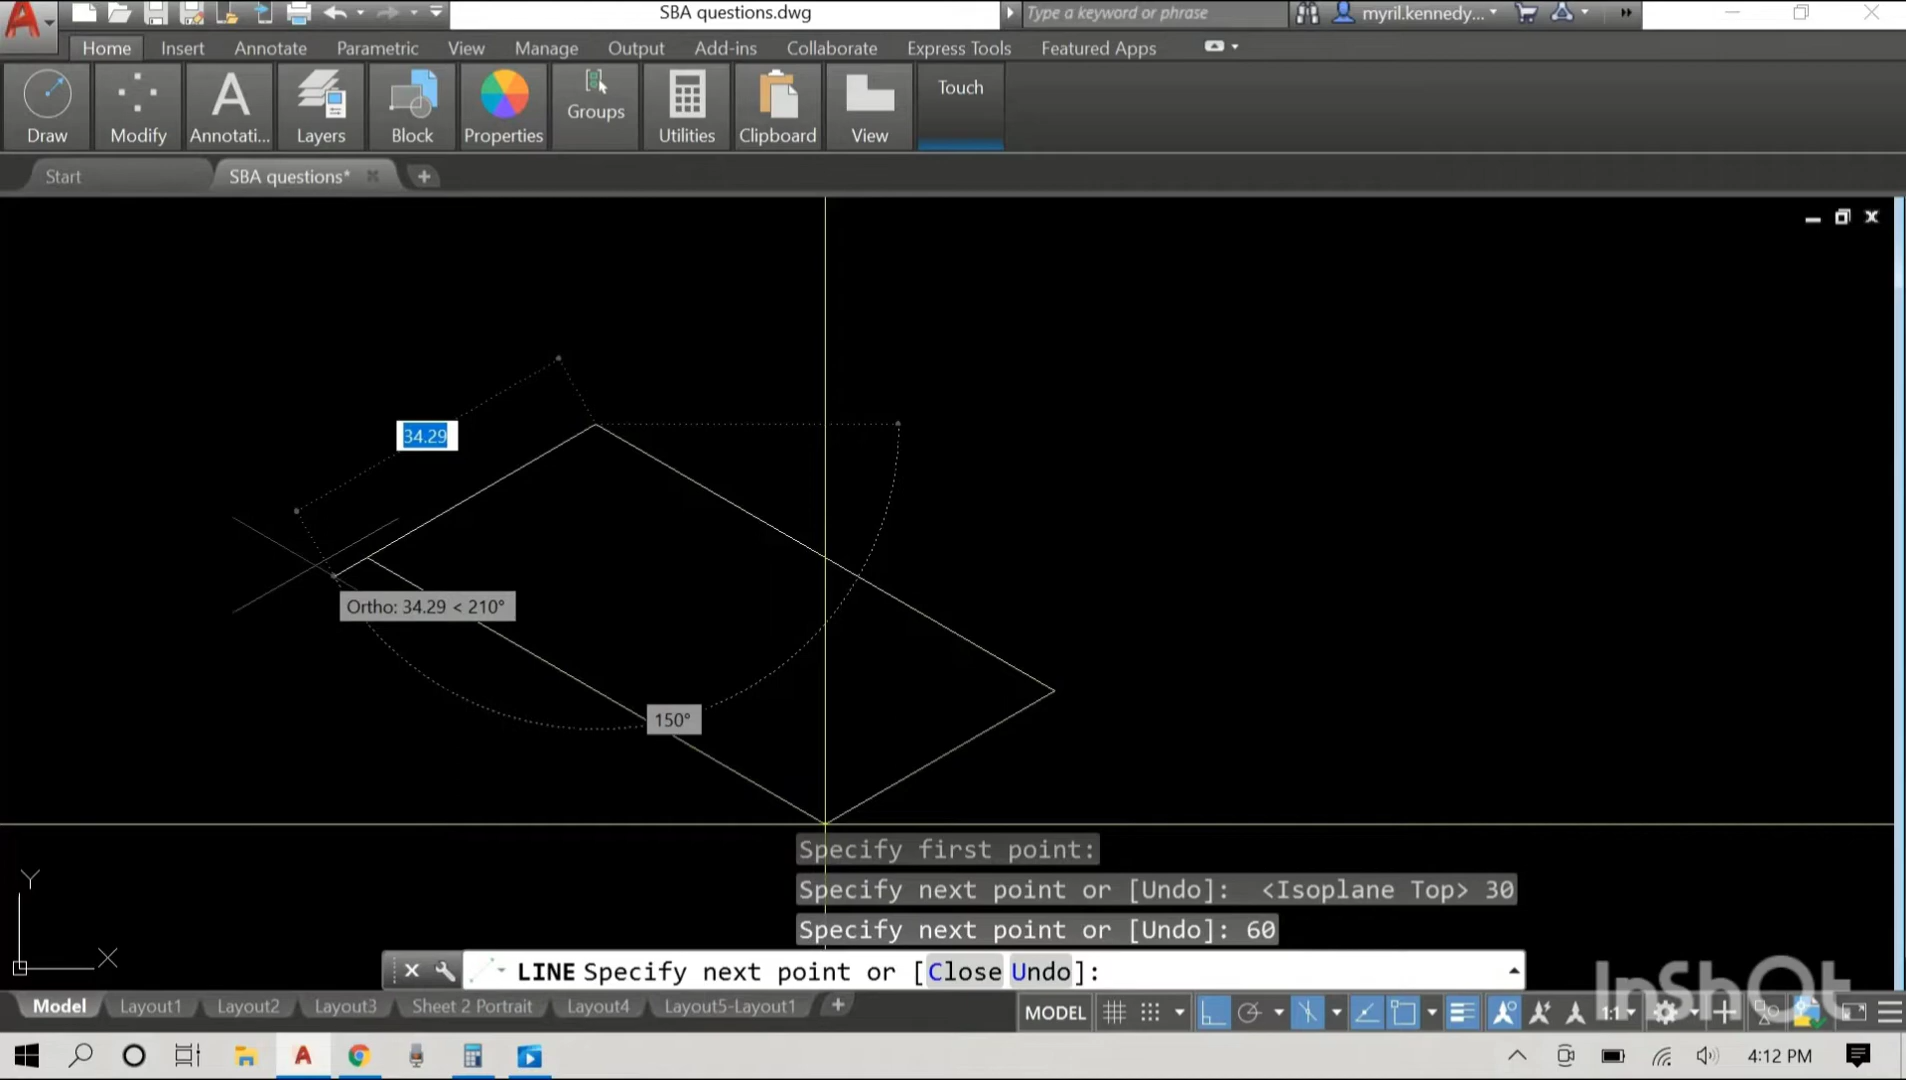 SBA questions.dwg
Type a keyword or phrase
myril.kennedy...
Home Insert Annotate Parametric View Manage Output Add-ins Collaborate Express Tools Featured Apps
Draw Modify Annotati... Layers Block Properties Groups Utilities Clipboard View Touch
Start SBA questions*
34.29
Ortho: 34.29 < 210°
150°
Specify first point:
Specify next point or [Undo]: <Isoplane Top> 30
Specify next point or [Undo]: 60
LINE Specify next point or [Close Undo]:
Y
X
InShOt
Model Layout1 Layout2 Layout3 Sheet 2 Portrait Layout4 Layout5-Layout1
MODEL 1:1
4:12 PM